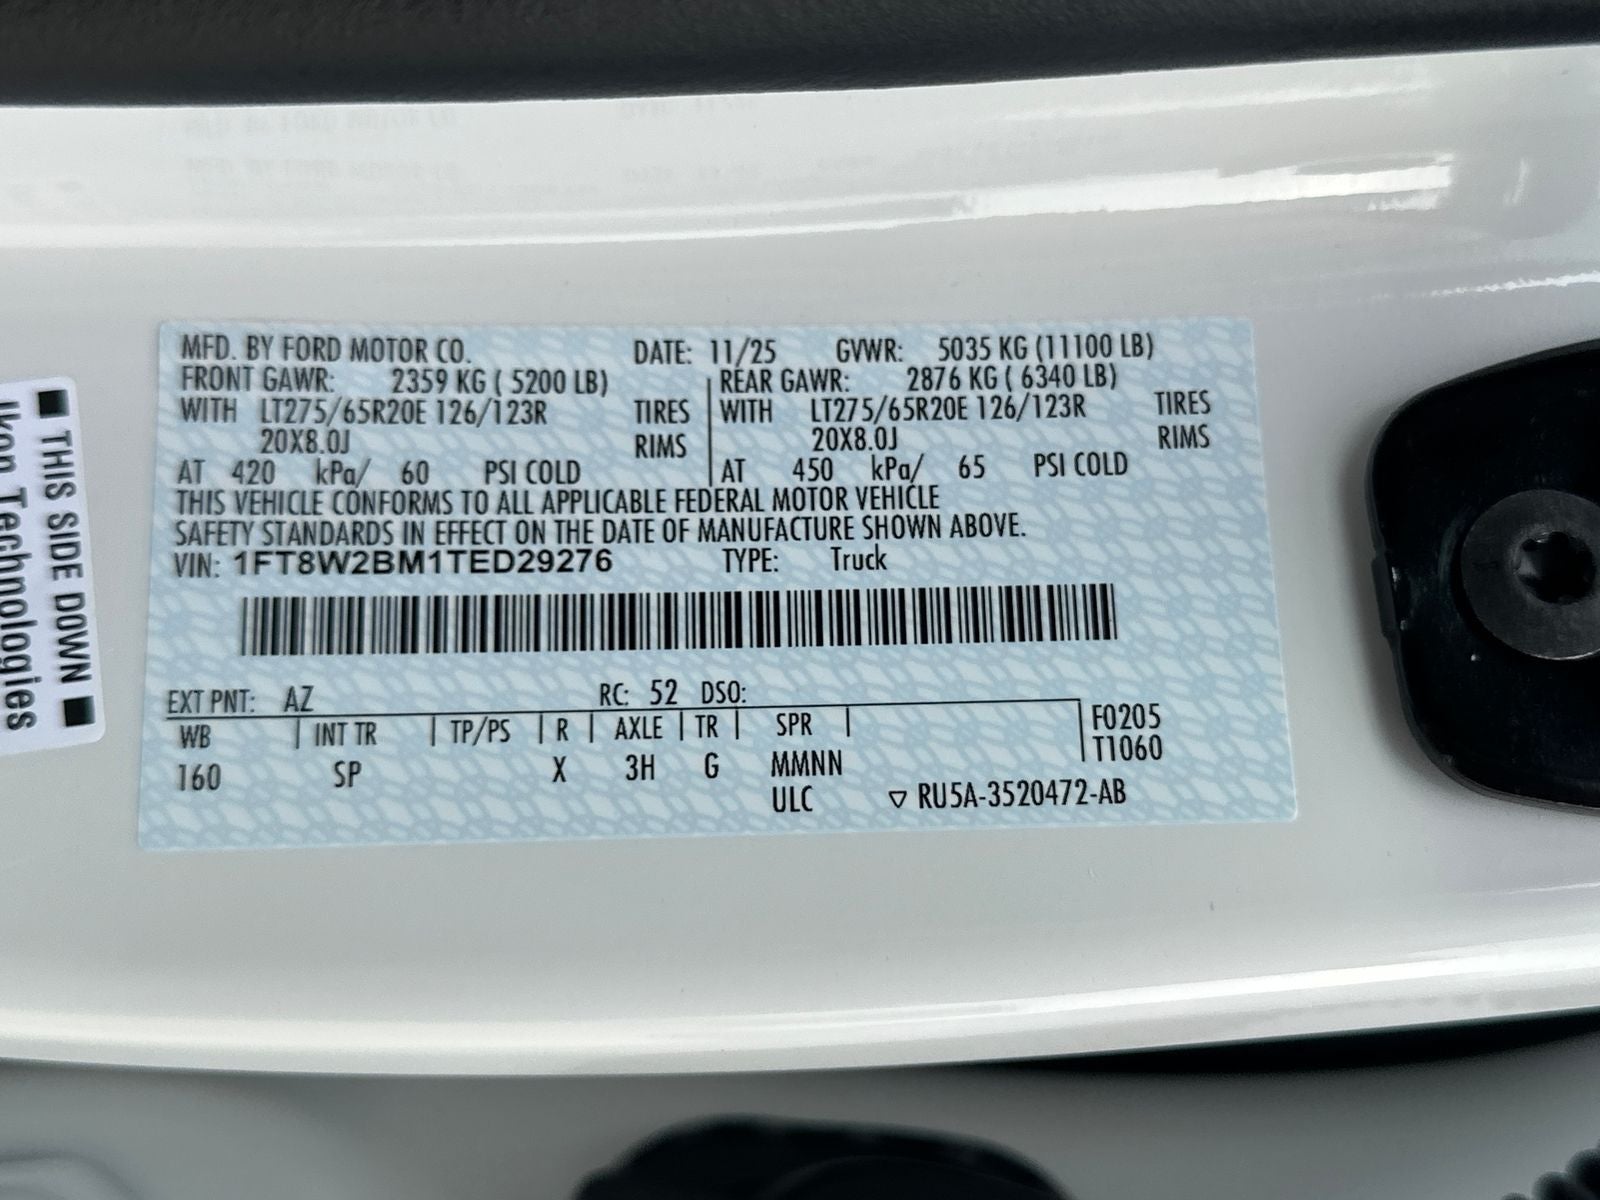 MFD. BY FORD MOTOR CO. DATE: 11/25 GVWR: 5035 KG (11100 LB)
FRONT GAWR: 2359 KG ( 5200 LB) REAR GAWR: 2876 KG ( 6340 LB)
WITH LT275/65R20E 126/123R TIRES WITH LT275/65R20E 126/123R TIRES
20X8.0J RIMS 20X8.0J RIMS
AT 420 kPa/ 60 PSI COLD AT 450 kPa/ 65 PSI COLD
THIS VEHICLE CONFORMS TO ALL APPLICABLE FEDERAL MOTOR VEHICLE
SAFETY STANDARDS IN EFFECT ON THE DATE OF MANUFACTURE SHOWN ABOVE.
VIN: 1FT8W2BM1TED29276 TYPE: Truck
EXT PNT: AZ RC: 52 DSO:
WB INT TR TP/PS R AXLE TR SPR F0205
T1060
160 SP X 3H G MMNN
ULC ▽ RU5A-3520472-AB
■ THIS SIDE DOWN ■
Technologies